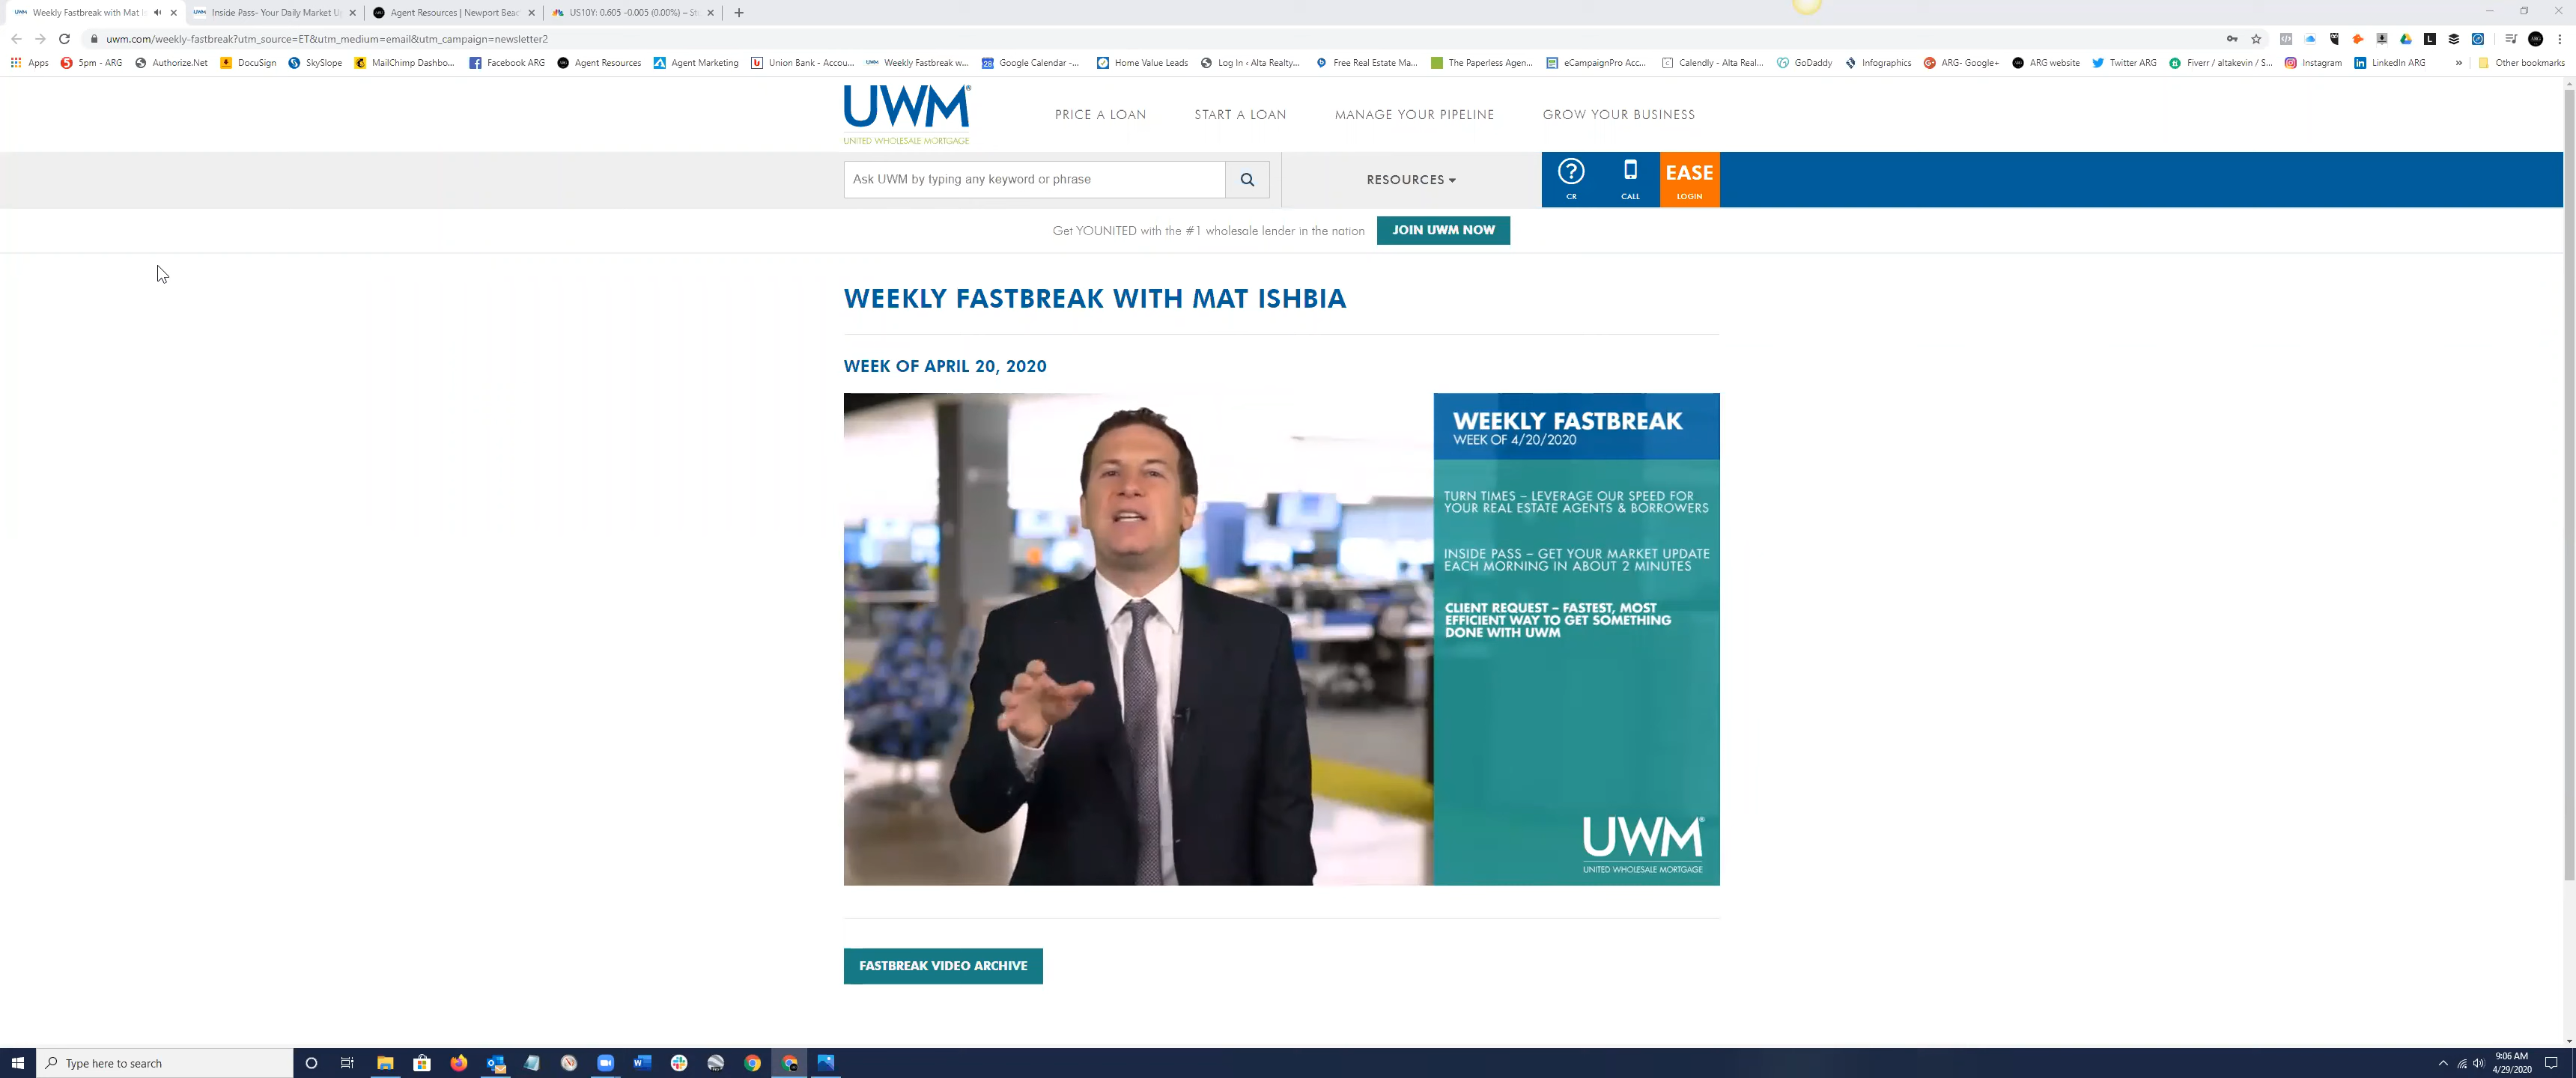 Weekly Fastbreak with Mat Is
Inside Pass- Your Daily Market U
Agent Resources | Newport Beac
US10Y: 0.605 -0.005 (0.00%) – St
uwm.com/weekly-fastbreak?utm_source=ET&utm_medium=email&utm_campaign=newsletter2
Apps 5pm - ARG Authorize.Net DocuSign SkySlope MailChimp Dashbo... Facebook ARG Agent Resources Agent Marketing Union Bank - Accou... Weekly Fastbreak w... Google Calendar -... Home Value Leads Log In ‹ Alta Realty... Free Real Estate Ma... The Paperless Agen... eCampaignPro Acc... Calendly - Alta Real... GoDaddy Infographics ARG- Google+ ARG website Twitter ARG Fiverr / altakevin / S... Instagram LinkedIn ARG » Other bookmarks
UWM®
UNITED WHOLESALE MORTGAGE
PRICE A LOAN START A LOAN MANAGE YOUR PIPELINE GROW YOUR BUSINESS
Ask UWM by typing any keyword or phrase
RESOURCES
CR
CALL
EASE
LOGIN
Get YOUNITED with the #1 wholesale lender in the nation
JOIN UWM NOW
WEEKLY FASTBREAK WITH MAT ISHBIA
WEEK OF APRIL 20, 2020
WEEKLY FASTBREAK
WEEK OF 4/20/2020
TURN TIMES – LEVERAGE OUR SPEED FOR
YOUR REAL ESTATE AGENTS & BORROWERS
INSIDE PASS – GET YOUR MARKET UPDATE
EACH MORNING IN ABOUT 2 MINUTES
CLIENT REQUEST – FASTEST, MOST
EFFICIENT WAY TO GET SOMETHING
DONE WITH UWM
UWM®
UNITED WHOLESALE MORTGAGE
FASTBREAK VIDEO ARCHIVE
Type here to search
9:06 AM
4/29/2020